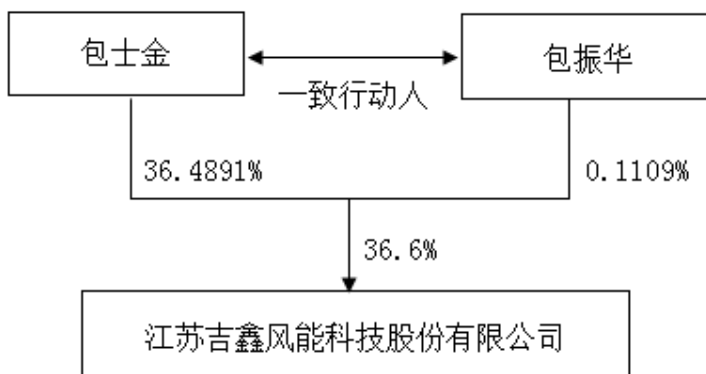 包士金
包振华
一致行动人
36.4891%
0.1109%
36.6%
江苏吉鑫风能科技股份有限公司